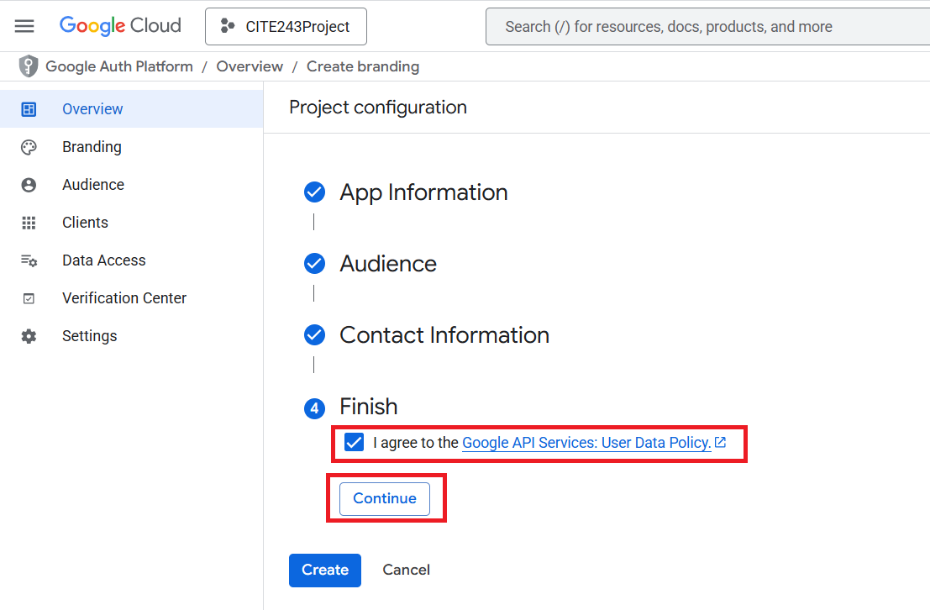 Google Cloud
CITE243Project
Search (/) for resources, docs, products, and more
Google Auth Platform / Overview / Create branding
Overview
Branding
Audience
Clients
Data Access
Verification Center
Settings
Project configuration
App Information
Audience
Contact Information
4 Finish
I agree to the Google API Services: User Data Policy.
Continue
Create Cancel